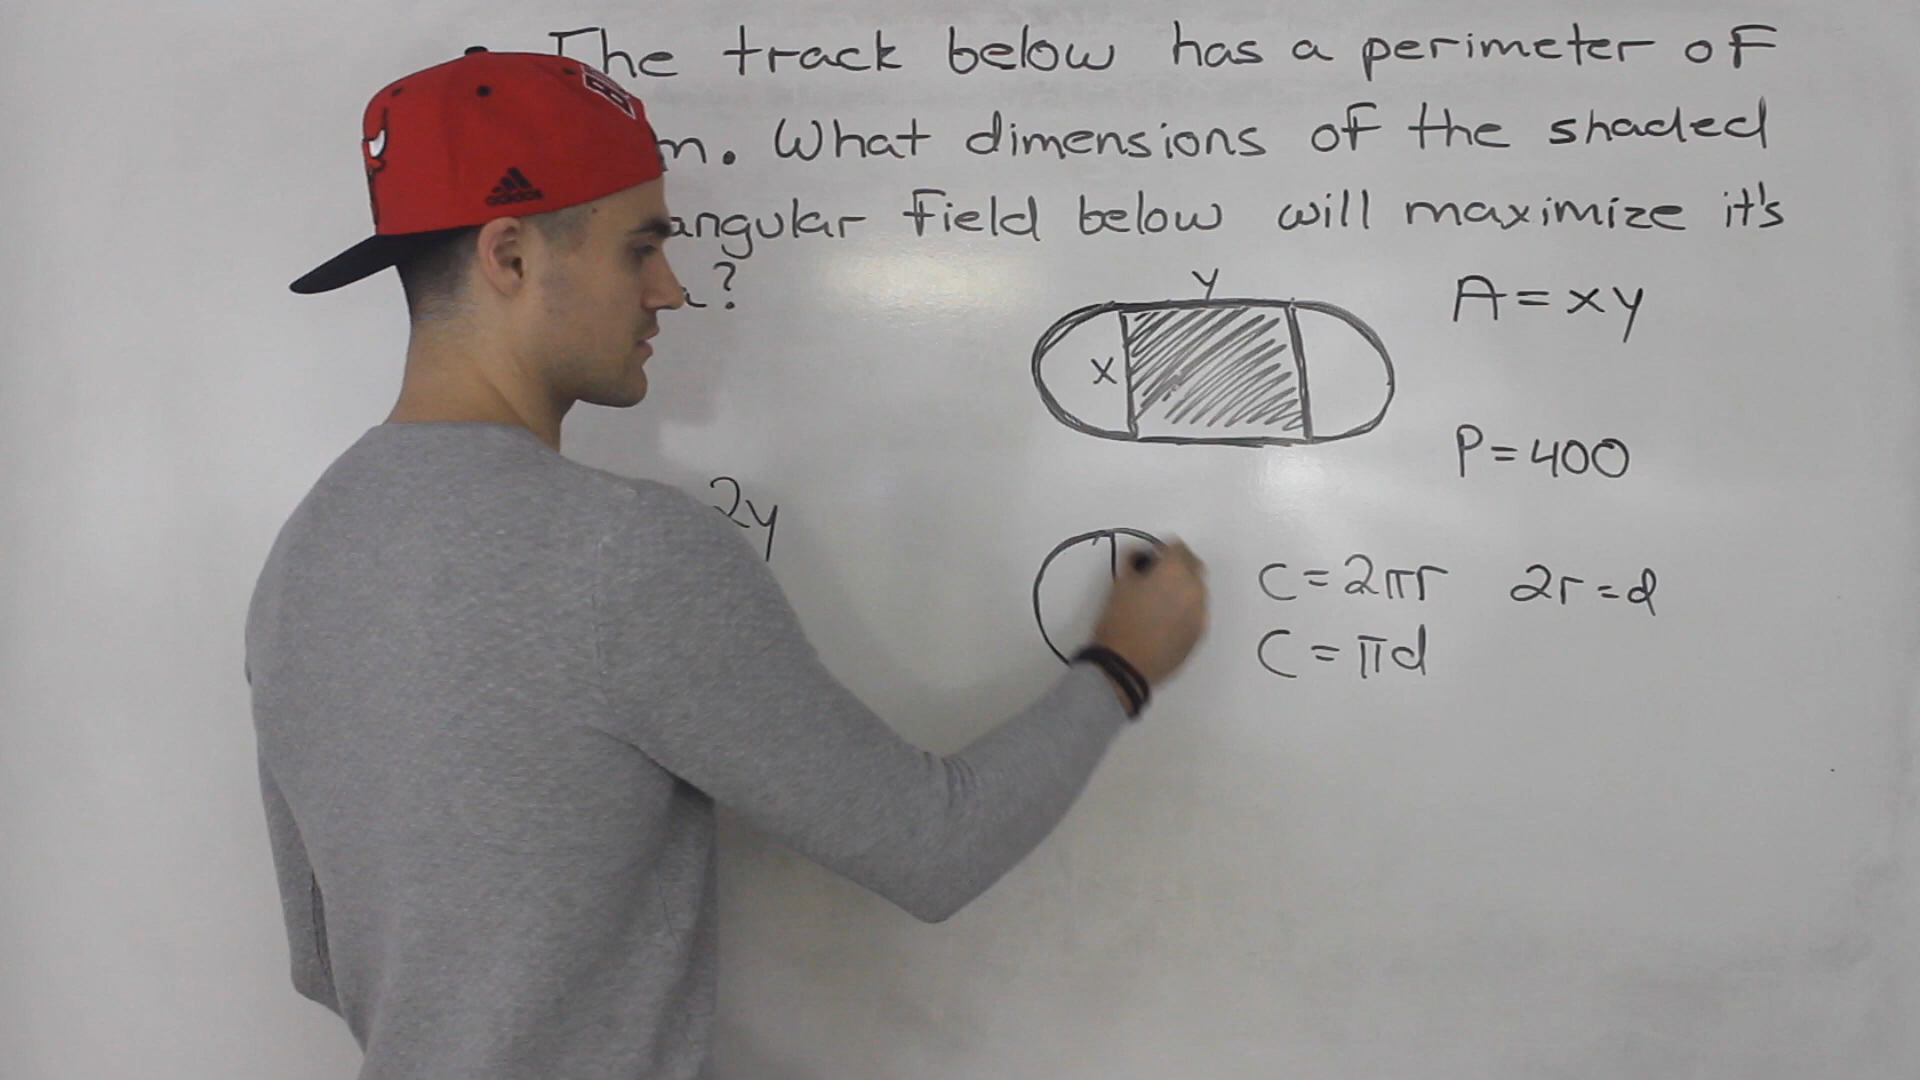 The track below has a perimeter of
m. What dimensions of the shaded
angular field below will maximize it's
?
y
A = xy
x
P = 400
2y
C = 2πr 2r = d
C = πd
adidas